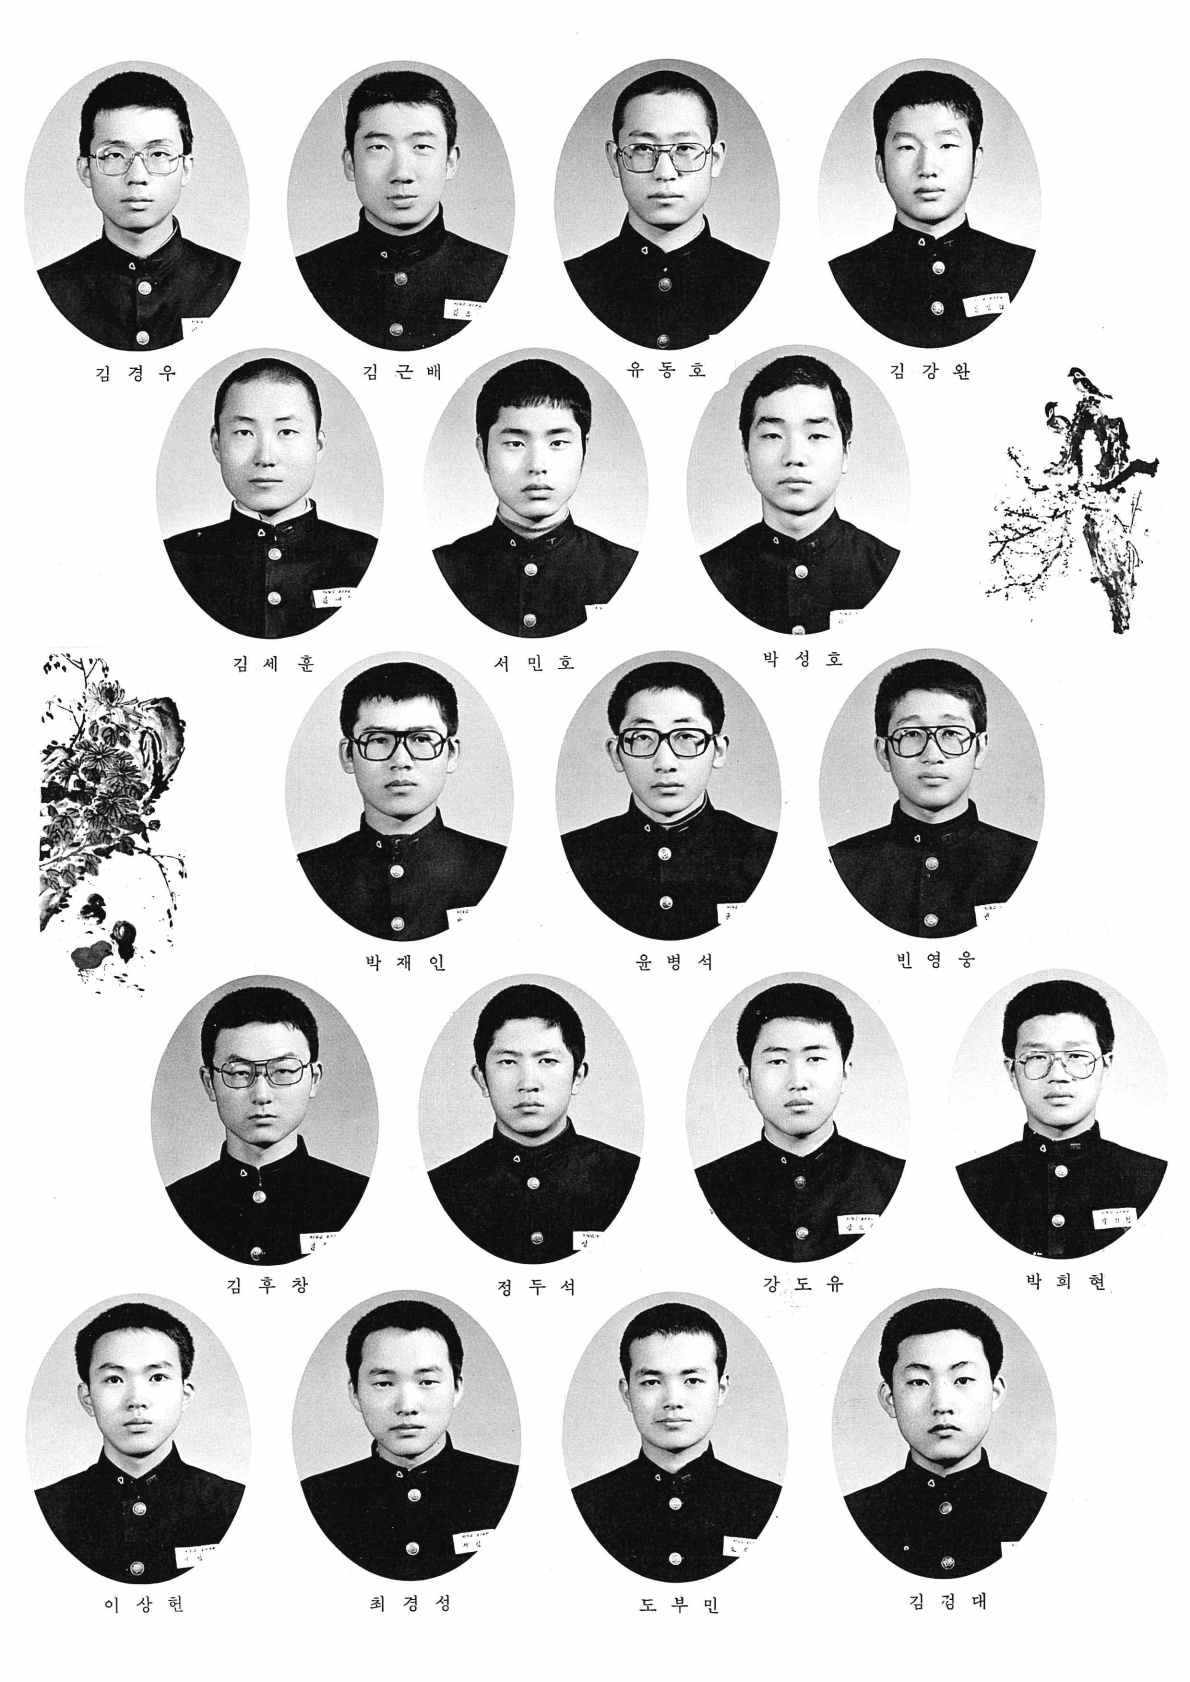 김경우 김근배 유동호 김강완
김세훈 서민호 박성호
박재인 윤병석 빈영웅
김후창 정두석 강도유 박희현
이상헌 최경성 도부민 김경대